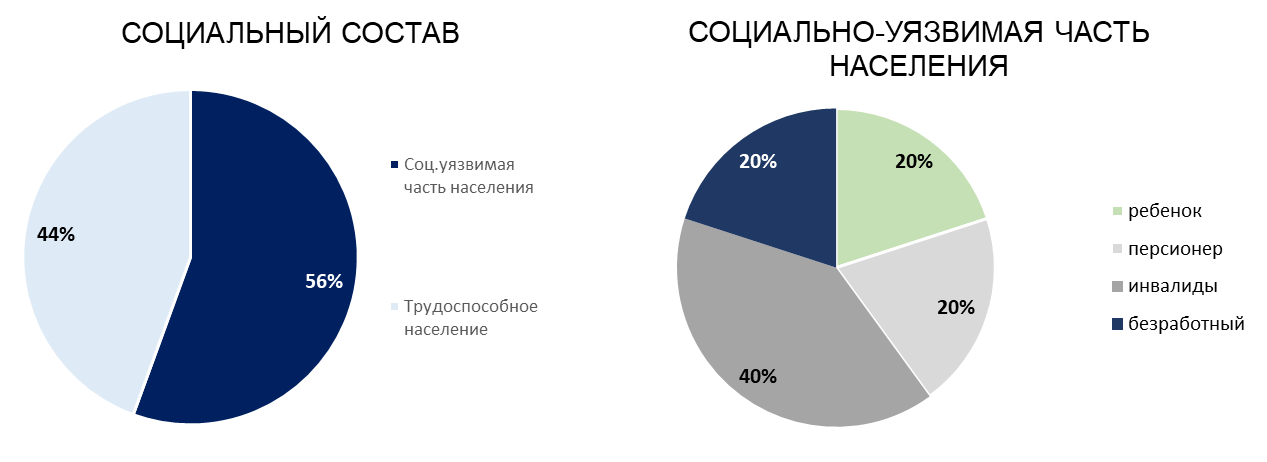 СОЦИАЛЬНЫЙ СОСТАВ
44%
56%
Соц.уязвимая
часть населения
Трудоспособное
население
СОЦИАЛЬНО-УЯЗВИМАЯ ЧАСТЬ
НАСЕЛЕНИЯ
20%
20%
20%
40%
ребенок
персионер
инвалиды
безработный